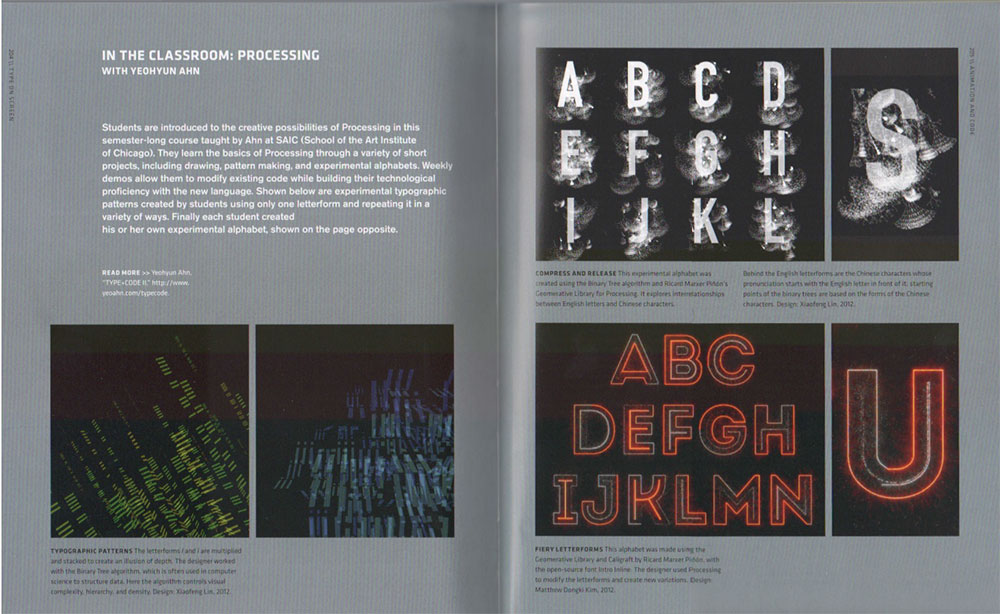 204 // TYPE ON SCREEN
IN THE CLASSROOM: PROCESSING
WITH YEOHYUN AHN
Students are introduced to the creative possibilities of Processing in this
semester-long course taught by Ahn at SAIC (School of the Art Institute
of Chicago). They learn the basics of Processing through a variety of short
projects, including drawing, pattern making, and experimental alphabets. Weekly
demos allow them to modify existing code while building their technological
proficiency with the new language. Shown below are experimental typographic
patterns created by students using only one letterform and repeating it in a
variety of ways. Finally each student created
his or her own experimental alphabet, shown on the page opposite.
READ MORE >> Yeohyun Ahn,
"TYPE+CODE II," http://www.
yeoahn.com/typecode.
TYPOGRAPHIC PATTERNS The letterforms I and i are multiplied
and stacked to create an illusion of depth. The designer worked
with the Binary Tree algorithm, which is often used in computer
science to structure data. Here the algorithm controls visual
complexity, hierarchy, and density. Design: Xiaofeng Lin, 2012.
A B C D
E F G H
I J K L
S
// ANIMATION AND CODE
COMPRESS AND RELEASE This experimental alphabet was
created using the Binary Tree algorithm and Ricard Marxer Piñón's
Geomerative Library for Processing. It explores interrelationships
between English letters and Chinese characters.
Behind the English letterforms are the Chinese characters whose
pronunciation starts with the English letter in front of it; starting
points of the binary trees are based on the forms of the Chinese
characters. Design: Xiaofeng Lin, 2012.
ABC
DEFGH
IJKLMN
U
FIERY LETTERFORMS This alphabet was made using the
Geomerative Library and Caligraft by Ricard Marxer Piñón, with
the open-source font Intro Inline. The designer used Processing
to modify the letterforms and create new variations. Design:
Matthew Dongki Kim, 2012.